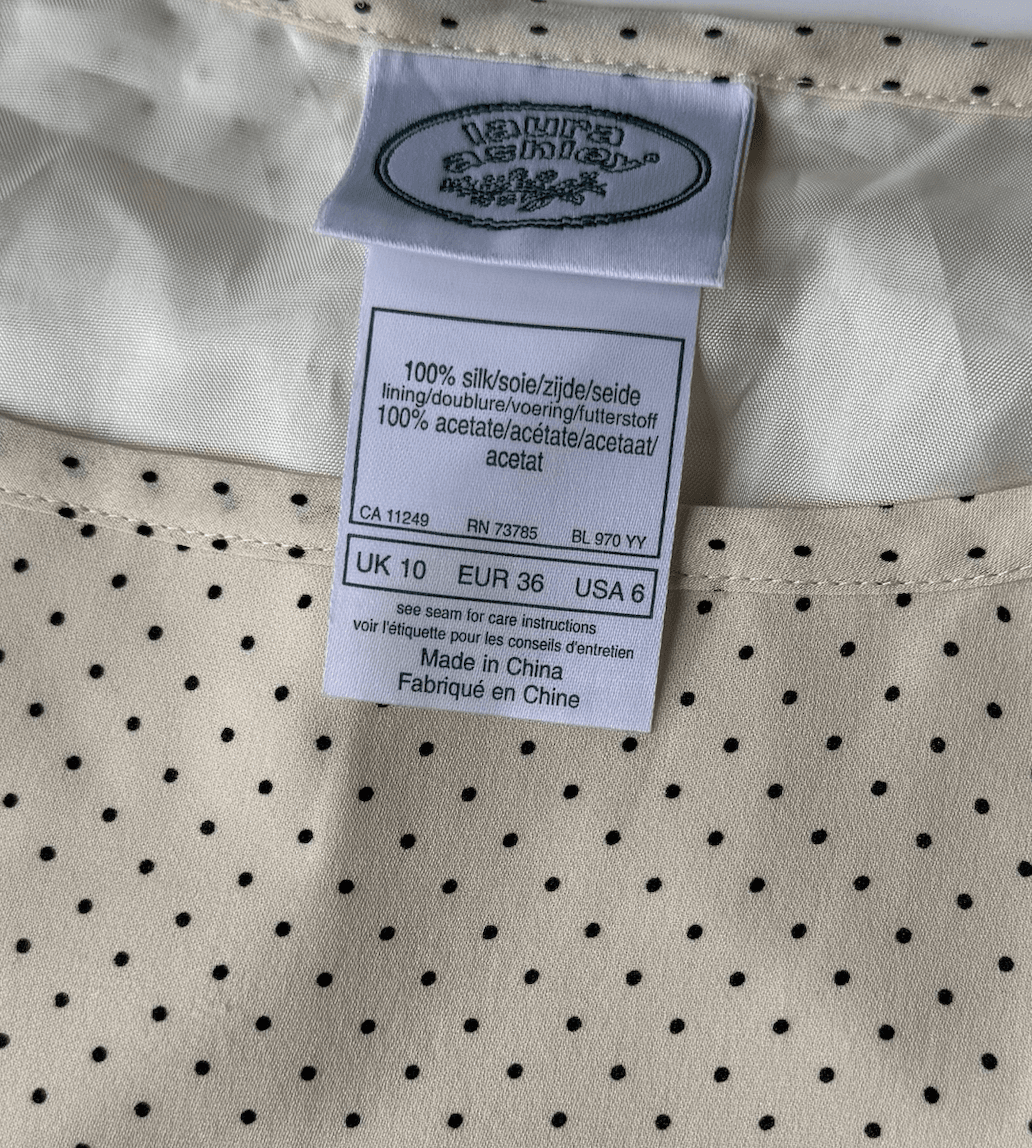 laura
ashley®
100% silk/soie/zijde/seide
lining/doublure/voering/futterstoff
100% acetate/acétate/acetaat/
acetat
CA 11249 RN 73785 BL 970 YY
UK 10 EUR 36 USA 6
see seam for care instructions
voir l'étiquette pour les conseils d'entretien
Made in China
Fabriqué en Chine